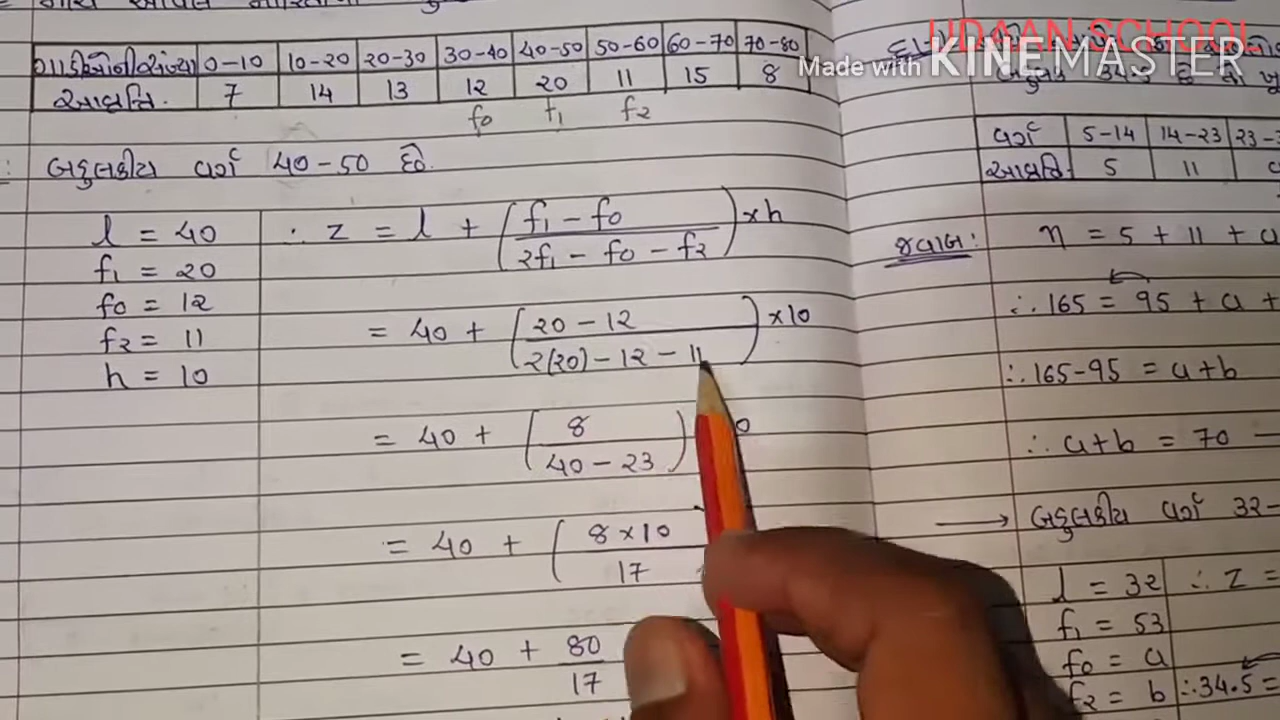 UDAAN SCHOOL
Made with KINEMASTER
0-10 10-20 20-30 30-40 40-50 50-60 60-70 70-80
આવૃત્તિ. 7 14 13 12 20 11 15 8
f0 f1 f2
બહુલકીય વર્ગ 40-50 છે.
l = 40
f1 = 20
f0 = 12
f2 = 11
h = 10
∴ Z = l + (f1 - f0 / 2f1 - f0 - f2) × h
= 40 + (20 - 12 / 2(20) - 12 - 11) × 10
= 40 + (8 / 40 - 23) 0
= 40 + (8 × 10 / 17
= 40 + 80 / 17
વર્ગ 5-14 14-23 23-
આવૃત્તિ. 5 11
જવાબ: n = 5 + 11 + a
∴ 165 = 95 + a +
∴ 165 - 95 = a + b
∴ a + b = 70
→ બહુલકીય વર્ગ 32-
l = 32 ∴ Z =
f1 = 53
f0 = a
f2 = b ∴ 34.5 =